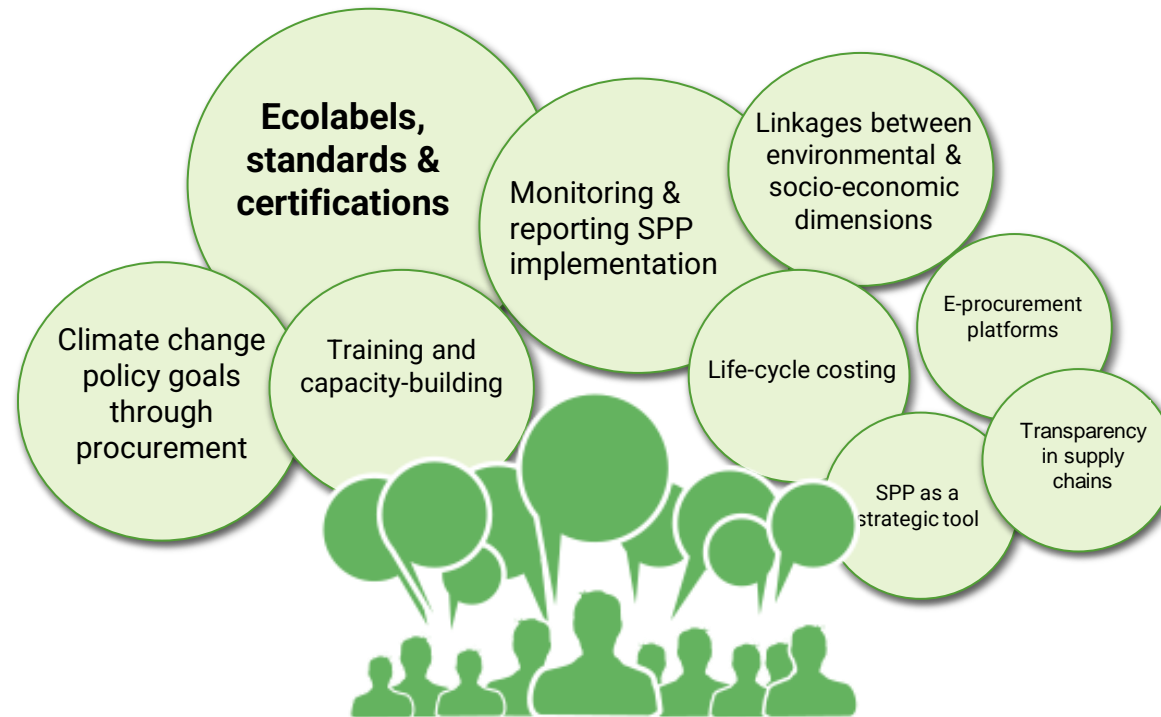 Ecolabels,
standards &
certifications
Monitoring &
reporting SPP
implementation
Linkages between
environmental &
socio-economic
dimensions
Climate change
policy goals
through
procurement
Training and
capacity-building
Life-cycle costing
E-procurement
platforms
Transparency
in supply
chains
SPP as a
strategic tool